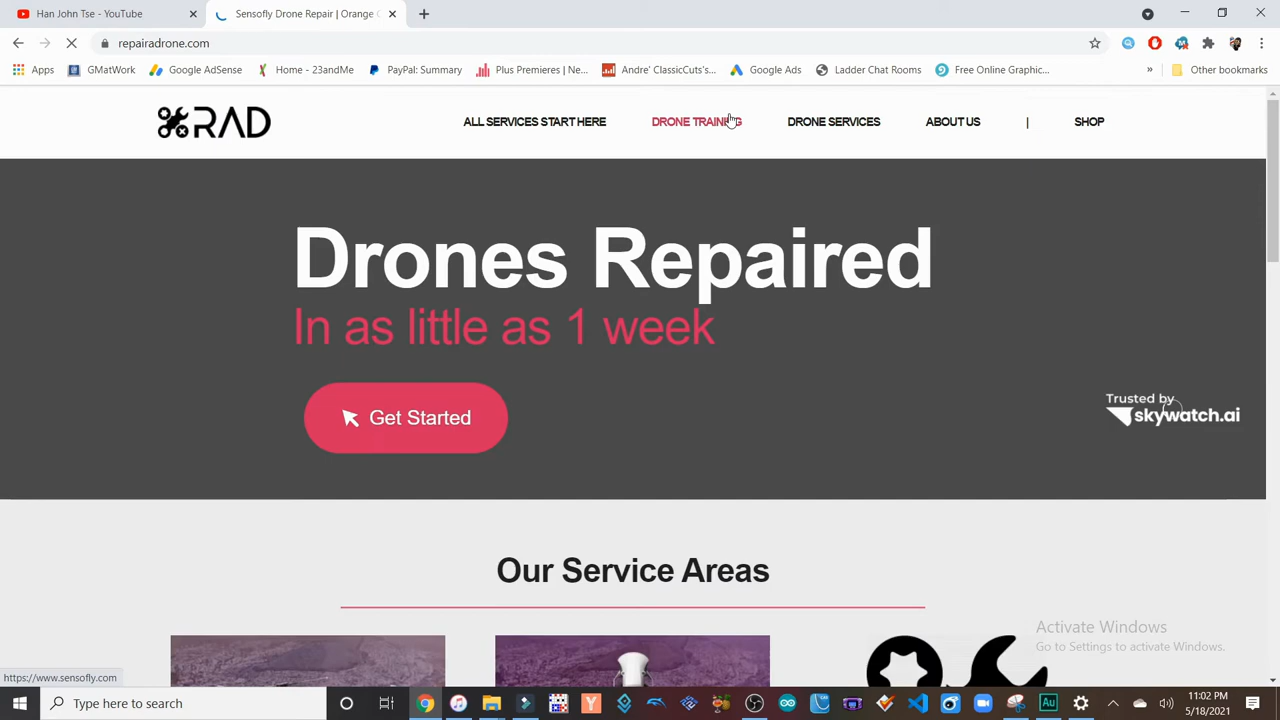 Han John Tse - YouTube
Sensofly Drone Repair | Orange
repairadrone.com
Apps
GMatWork
Google AdSense
Home - 23andMe
PayPal: Summary
Plus Premieres | Ne...
Andre' ClassicCuts's...
Google Ads
Ladder Chat Rooms
Free Online Graphic...
»
Other bookmarks
RAD
ALL SERVICES START HERE
DRONE TRAINING
DRONE SERVICES
ABOUT US
|
SHOP
Drones Repaired
In as little as 1 week
Get Started
Trusted by
skywatch.ai
Our Service Areas
Activate Windows
Go to Settings to activate Windows.
https://www.sensofly.com
Type here to search
11:02 PM
5/18/2021